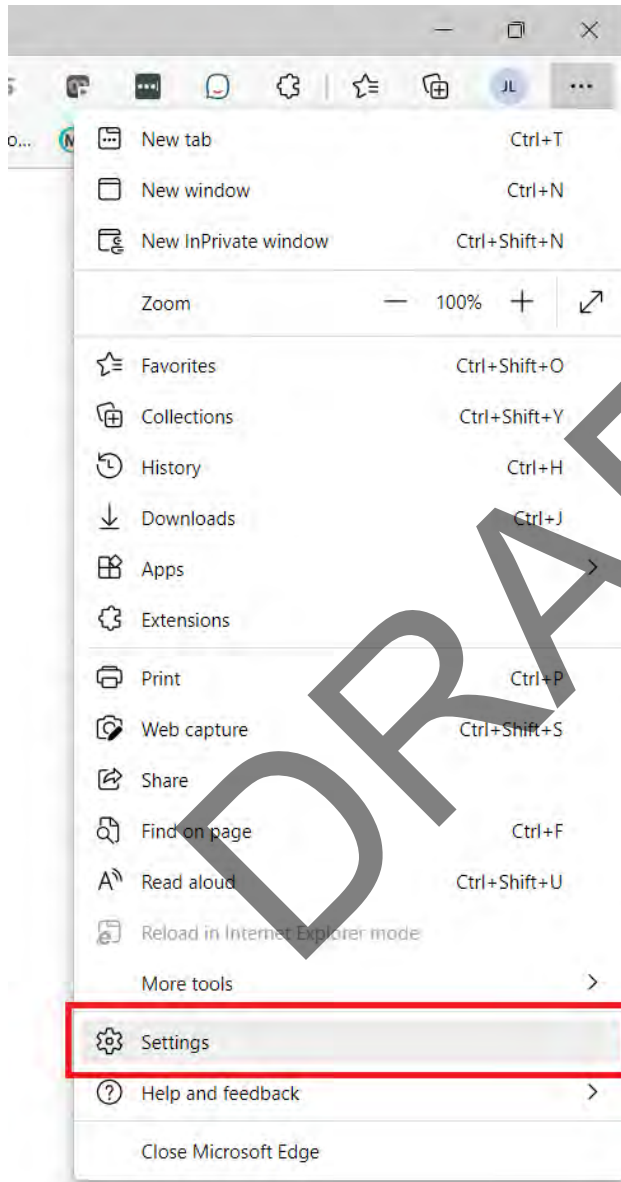 JL
o...
New tab Ctrl+T
New window Ctrl+N
New InPrivate window Ctrl+Shift+N
Zoom 100%
Favorites Ctrl+Shift+O
Collections Ctrl+Shift+Y
History Ctrl+H
Downloads Ctrl+J
Apps
Extensions
Print Ctrl+P
Web capture Ctrl+Shift+S
Share
Find on page Ctrl+F
Read aloud Ctrl+Shift+U
Reload in Internet Explorer mode
More tools
Settings
Help and feedback
Close Microsoft Edge